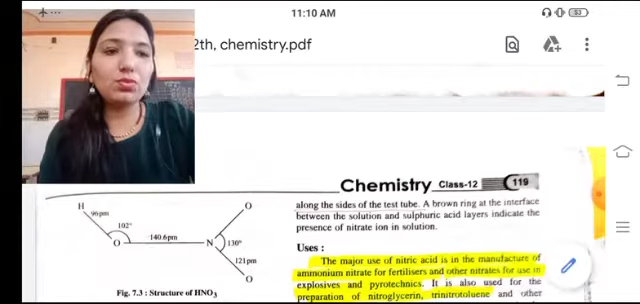 11:10 AM
53
2th, chemistry.pdf
Chemistry Class-12 119
H
96pm
102°
O
140.6pm
N
O
130°
121pm
O
Fig. 7.3 : Structure of HNO3
along the sides of the test tube. A brown ring at the interface
between the solution and sulphuric acid layers indicate the
presence of nitrate ion in solution.
Uses :
The major use of nitric acid is in the manufacture of
ammonium nitrate for fertilisers and other nitrates for use in
explosives and pyrotechnics. It is also used for the
preparation of nitroglycerin, trinitrotoluene and other